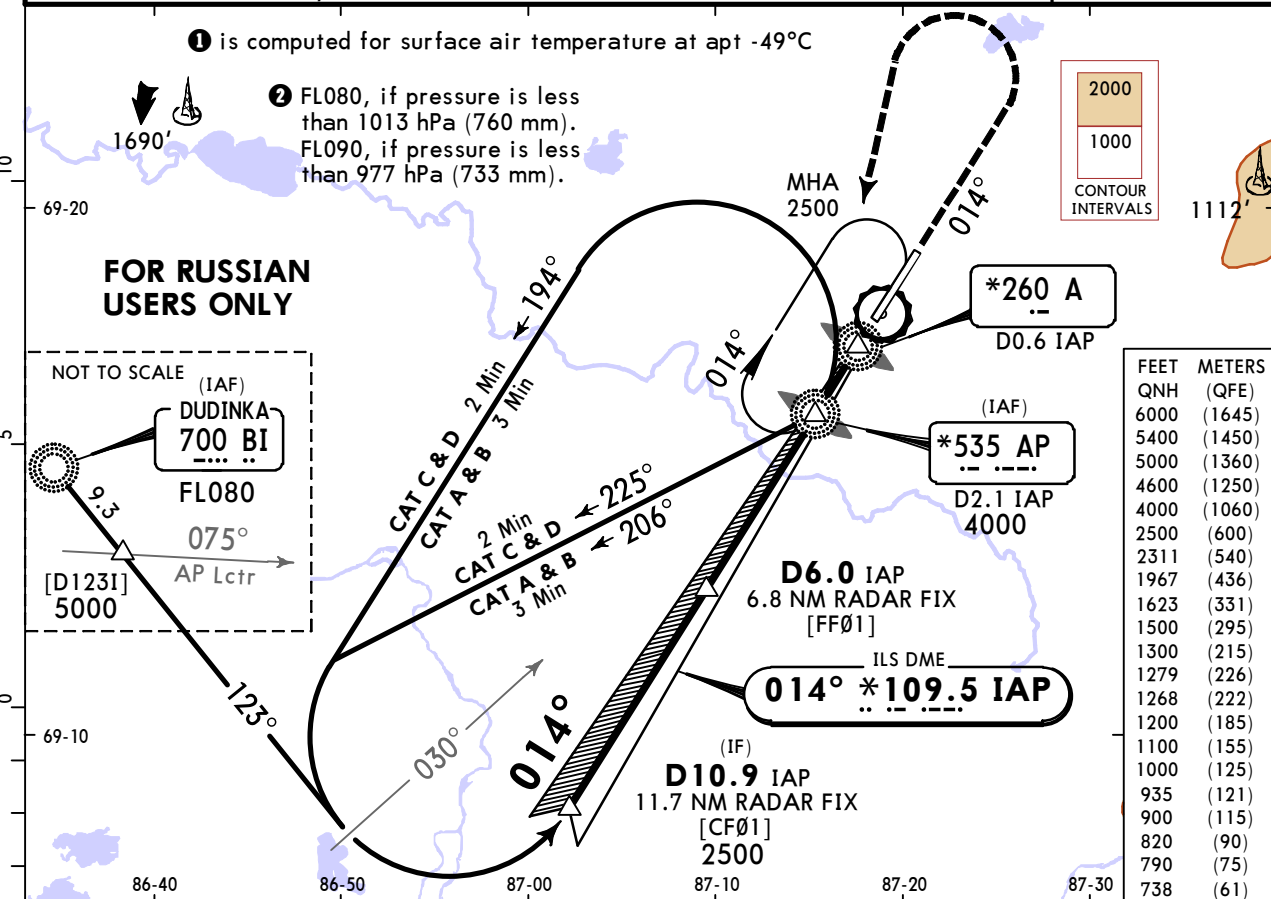 ❶ is computed for surface air temperature at apt -49°C
❷ FL080, if pressure is less
than 1013 hPa (760 mm).
FL090, if pressure is less
than 977 hPa (733 mm).
1690'
10
69-20
FOR RUSSIAN
USERS ONLY
MHA
2500
014°
2000
1000
CONTOUR
INTERVALS
1112'
NOT TO SCALE
(IAF)
DUDINKA
700 BI
FL080
9.3
075°
AP Lctr
[D123I]
5000
123°
5
194°
CAT C & D 2 Min
CAT A & B 3 Min
014°
*260 A
D0.6 IAP
(IAF)
*535 AP
D2.1 IAP
4000
225°
2 Min
CAT C & D
206°
CAT A & B
3 Min
D6.0 IAP
6.8 NM RADAR FIX
[FFØ1]
ILS DME
014° *109.5 IAP
030°
014°
(IF)
D10.9 IAP
11.7 NM RADAR FIX
[CFØ1]
2500
0
69-10
86-40
86-50
87-00
87-10
87-20
87-30
FEET METERS
QNH (QFE)
6000 (1645)
5400 (1450)
5000 (1360)
4600 (1250)
4000 (1060)
2500 (600)
2311 (540)
1967 (436)
1623 (331)
1500 (295)
1300 (215)
1279 (226)
1268 (222)
1200 (185)
1100 (155)
1000 (125)
935 (121)
900 (115)
820 (90)
790 (75)
738 (61)